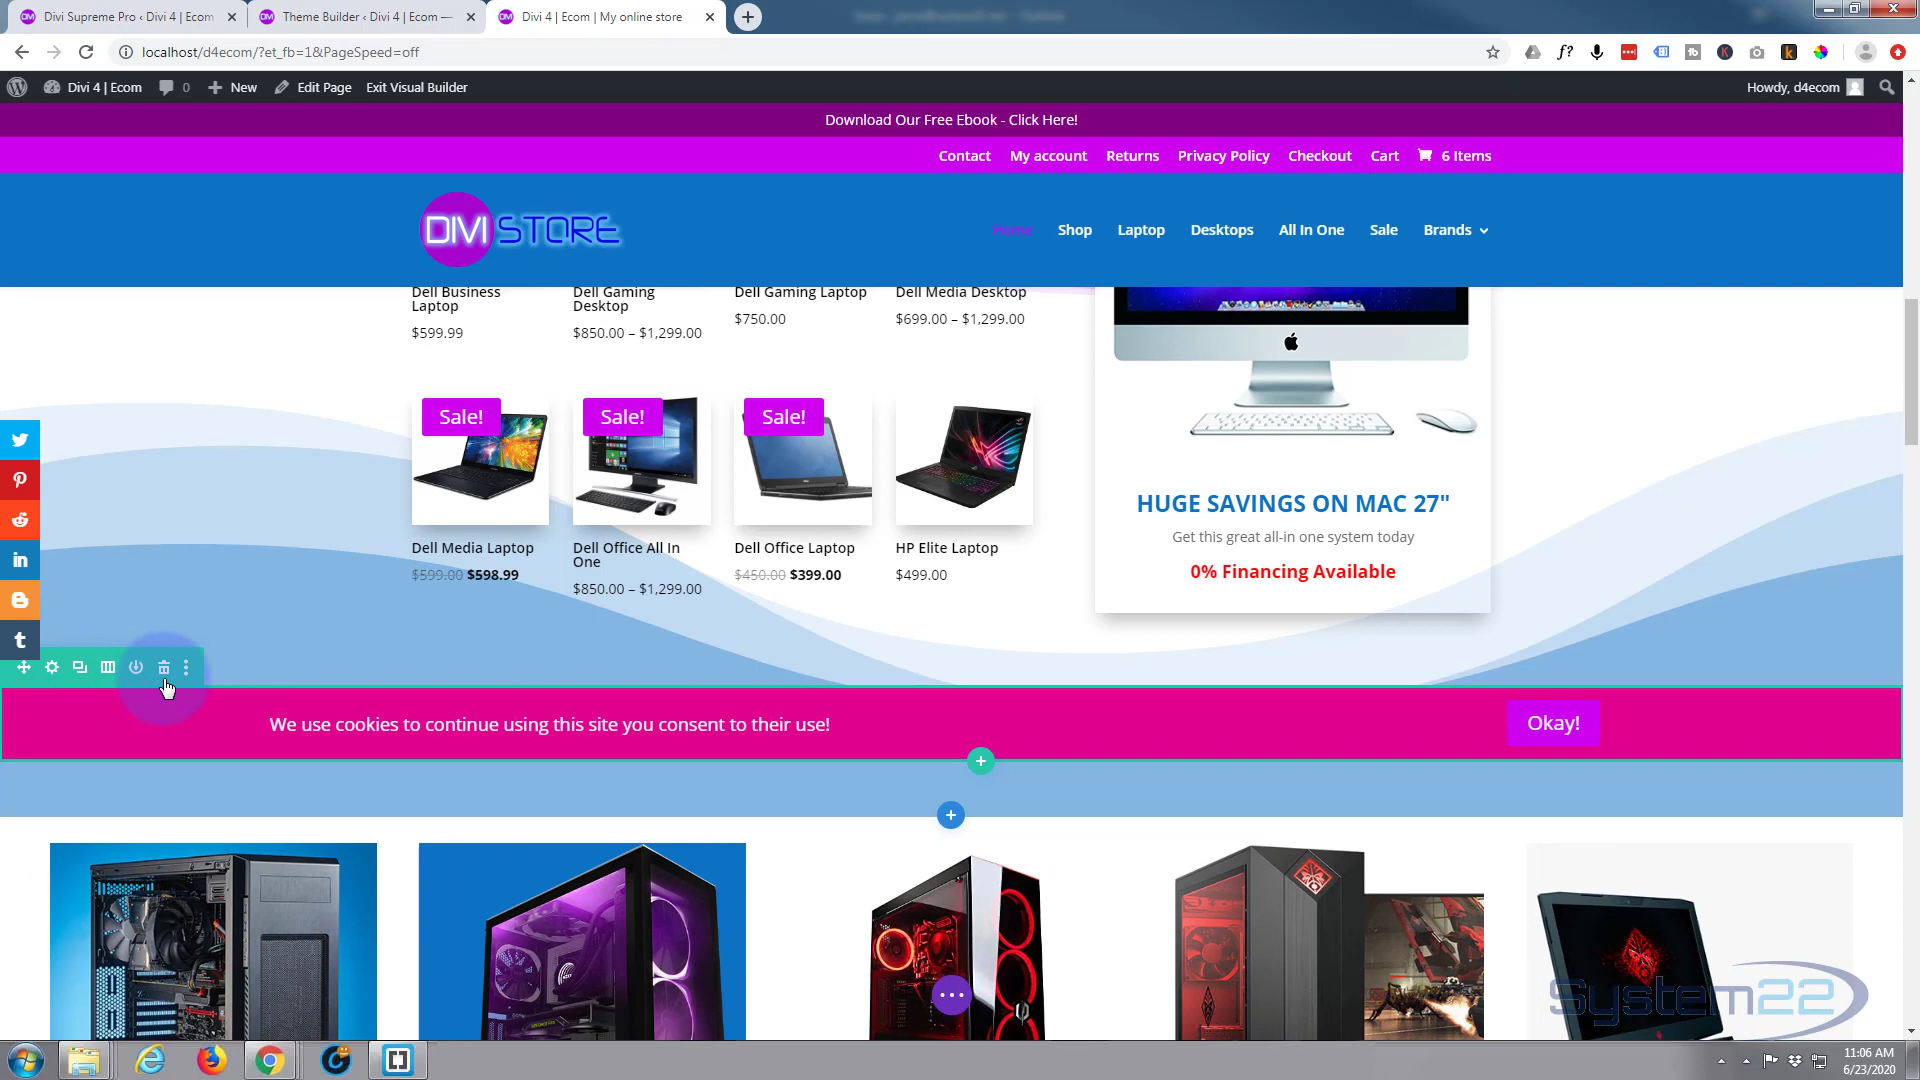 Divi Supreme Pro ‹ Divi 4 | Ecom
Theme Builder ‹ Divi 4 | Ecom —
Divi 4 | Ecom | My online store
localhost/d4ecom/?et_fb=1&PageSpeed=off
Divi 4 | Ecom
0
New
Edit Page
Exit Visual Builder
Howdy, d4ecom
Download Our Free Ebook - Click Here!
Contact
My account
Returns
Privacy Policy
Checkout
Cart
6 Items
DIVI STORE
Home
Shop
Laptop
Desktops
All In One
Sale
Brands
Dell Business
Laptop
$599.99
Dell Gaming
Desktop
$850.00 – $1,299.00
Dell Gaming Laptop
$750.00
Dell Media Desktop
$699.00 – $1,299.00
Sale!
Sale!
Sale!
Dell Media Laptop
$599.00 $598.99
Dell Office All In
One
$850.00 – $1,299.00
Dell Office Laptop
$450.00 $399.00
HP Elite Laptop
$499.00
HUGE SAVINGS ON MAC 27"
Get this great all-in one system today
0% Financing Available
We use cookies to continue using this site you consent to their use!
Okay!
System22
11:06 AM
6/23/2020